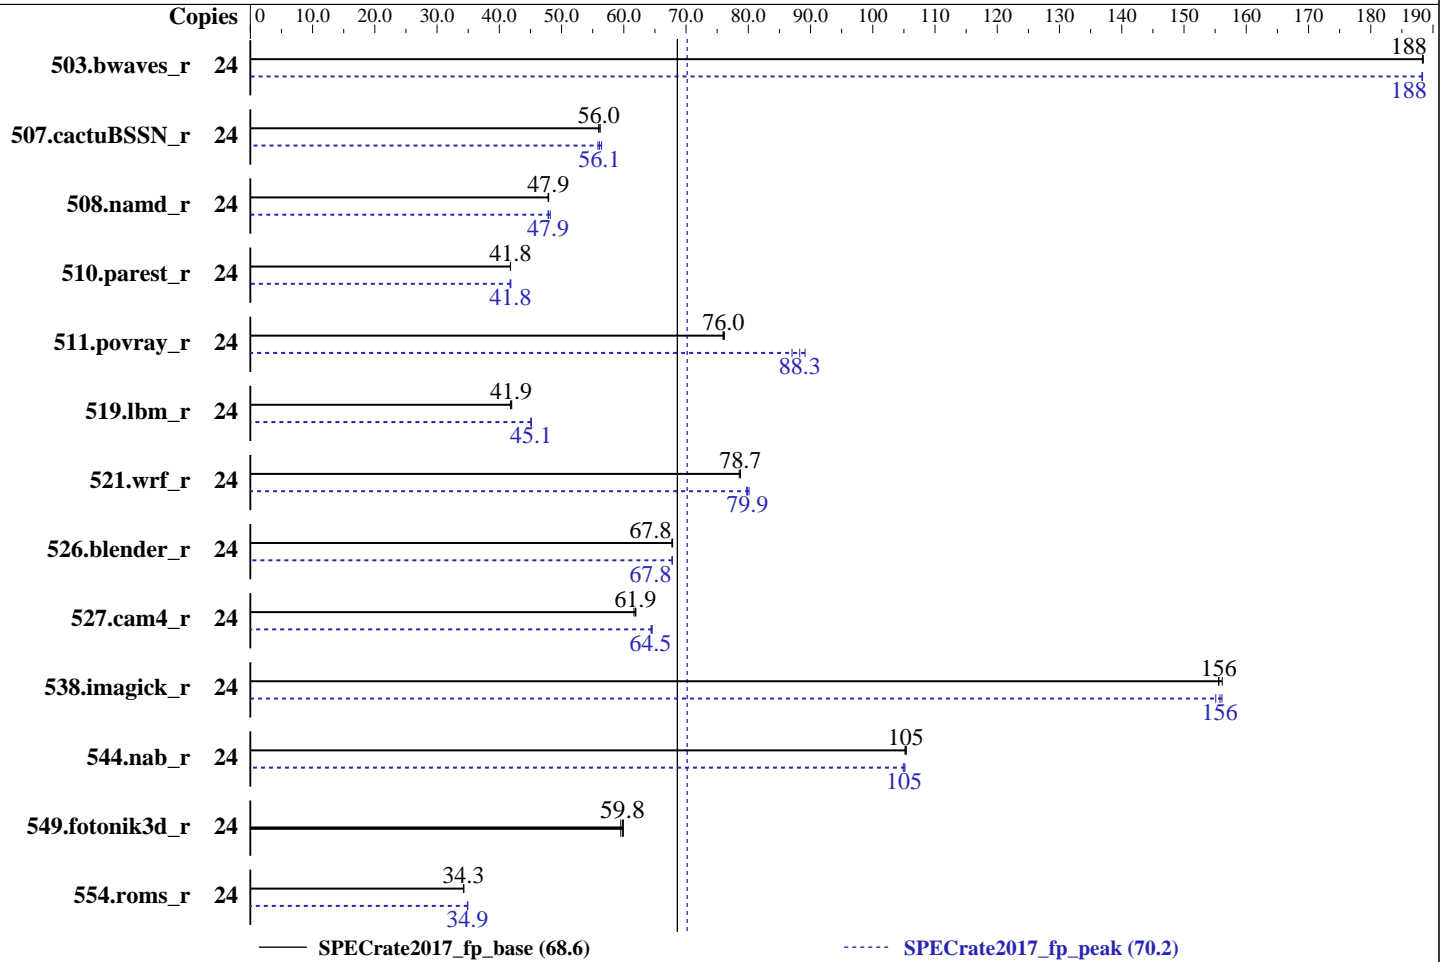 Copies 0 10.0 20.0 30.0 40.0 50.0 60.0 70.0 80.0 90.0 100 110 120 130 140 150 160 170 180 190
188
503.bwaves_r 24
188
56.0
507.cactuBSSN_r 24
56.1
47.9
508.namd_r 24
47.9
41.8
510.parest_r 24
41.8
76.0
511.povray_r 24
88.3
41.9
519.lbm_r 24
45.1
78.7
521.wrf_r 24
79.9
67.8
526.blender_r 24
67.8
61.9
527.cam4_r 24
64.5
156
538.imagick_r 24
156
105
544.nab_r 24
105
59.8
549.fotonik3d_r 24
34.3
554.roms_r 24
34.9
SPECrate2017_fp_base (68.6) SPECrate2017_fp_peak (70.2)